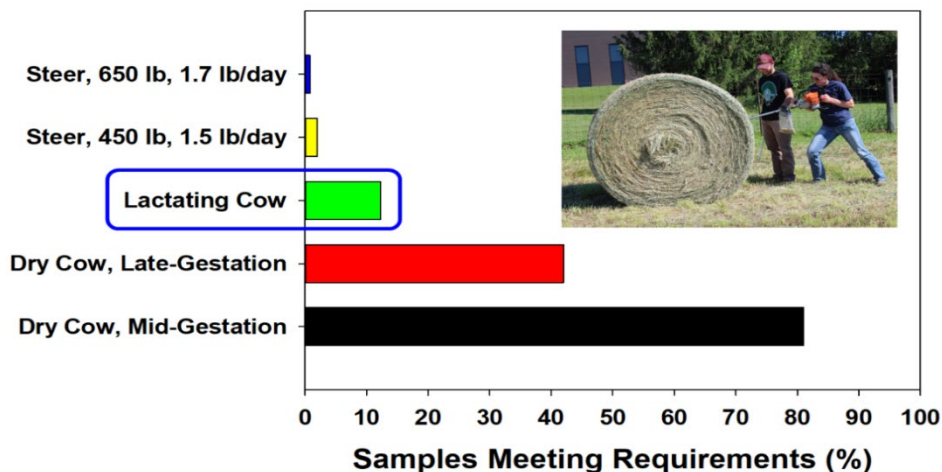 Steer, 650 lb, 1.7 lb/day
Steer, 450 lb, 1.5 lb/day
Lactating Cow
Dry Cow, Late-Gestation
Dry Cow, Mid-Gestation
0 10 20 30 40 50 60 70 80 90 100
Samples Meeting Requirements (%)